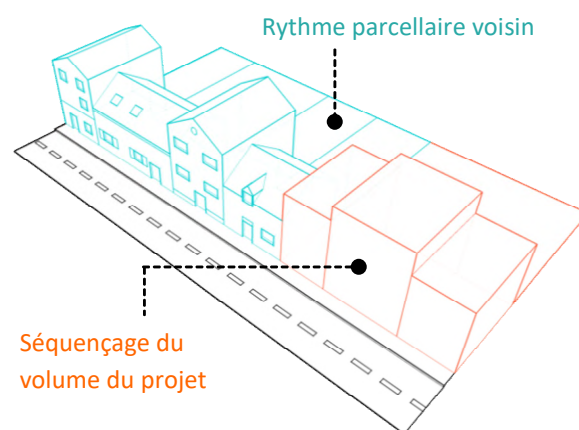 Rythme parcellaire voisin
Séquençage du
volume du projet